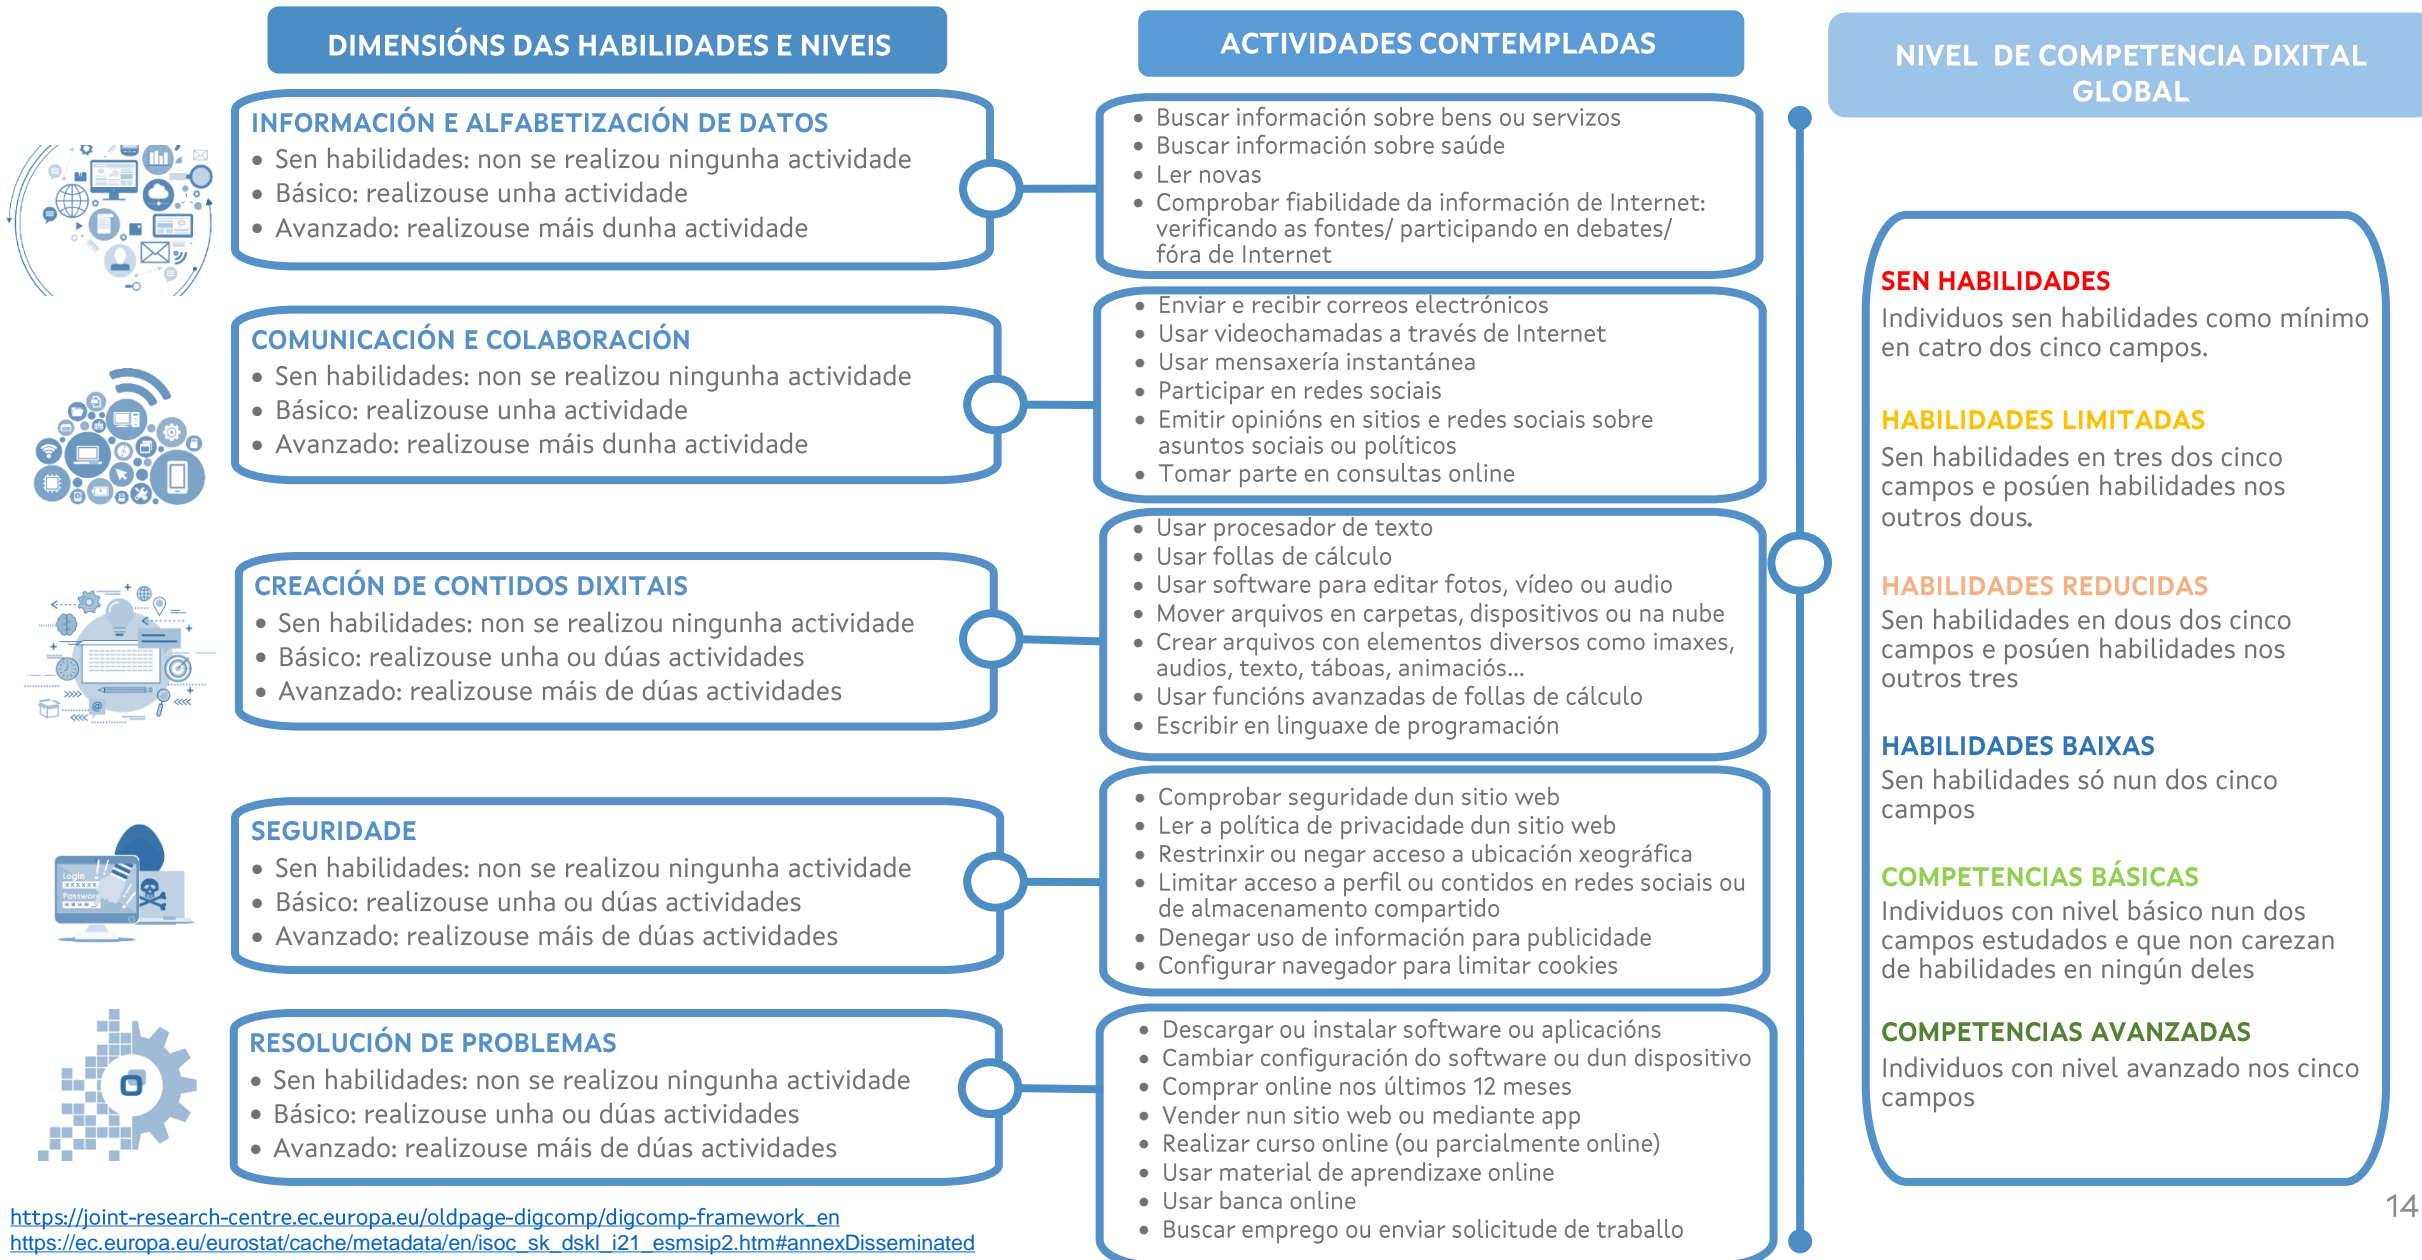 DIMENSIÓNS DAS HABILIDADES E NIVEIS
INFORMACIÓN E ALFABETIZACIÓN DE DATOS
• Sen habilidades: non se realizou ningunha actividade
• Básico: realizouse unha actividade
• Avanzado: realizouse máis dunha actividade
COMUNICACIÓN E COLABORACIÓN
• Sen habilidades: non se realizou ningunha actividade
• Básico: realizouse unha actividade
• Avanzado: realizouse máis dunha actividade
CREACIÓN DE CONTIDOS DIXITAIS
• Sen habilidades: non se realizou ningunha actividade
• Básico: realizouse unha ou dúas actividades
• Avanzado: realizouse máis de dúas actividades
SEGURIDADE
• Sen habilidades: non se realizou ningunha actividade
• Básico: realizouse unha ou dúas actividades
• Avanzado: realizouse máis de dúas actividades
Login
XXXXXX
Passwor
RESOLUCIÓN DE PROBLEMAS
• Sen habilidades: non se realizou ningunha actividade
• Básico: realizouse unha ou dúas actividades
• Avanzado: realizouse máis de dúas actividades
ACTIVIDADES CONTEMPLADAS
• Buscar información sobre bens ou servizos
• Buscar información sobre saúde
• Ler novas
• Comprobar fiabilidade da información de Internet:
verificando as fontes/ participando en debates/
fóra de Internet
• Enviar e recibir correos electrónicos
• Usar videochamadas a través de Internet
• Usar mensaxería instantánea
• Participar en redes sociais
• Emitir opinións en sitios e redes sociais sobre
asuntos sociais ou políticos
• Tomar parte en consultas online
• Usar procesador de texto
• Usar follas de cálculo
• Usar software para editar fotos, vídeo ou audio
• Mover arquivos en carpetas, dispositivos ou na nube
• Crear arquivos con elementos diversos como imaxes,
audios, texto, táboas, animaciós...
• Usar funcións avanzadas de follas de cálculo
• Escribir en linguaxe de programación
• Comprobar seguridade dun sitio web
• Ler a política de privacidade dun sitio web
• Restrinxir ou negar acceso a ubicación xeográfica
• Limitar acceso a perfil ou contidos en redes sociais ou
de almacenamento compartido
• Denegar uso de información para publicidade
• Configurar navegador para limitar cookies
• Descargar ou instalar software ou aplicacións
• Cambiar configuración do software ou dun dispositivo
• Comprar online nos últimos 12 meses
• Vender nun sitio web ou mediante app
• Realizar curso online (ou parcialmente online)
• Usar material de aprendizaxe online
• Usar banca online
• Buscar emprego ou enviar solicitude de traballo
NIVEL DE COMPETENCIA DIXITAL
GLOBAL
SEN HABILIDADES
Individuos sen habilidades como mínimo
en catro dos cinco campos.
HABILIDADES LIMITADAS
Sen habilidades en tres dos cinco
campos e posúen habilidades nos
outros dous.
HABILIDADES REDUCIDAS
Sen habilidades en dous dos cinco
campos e posúen habilidades nos
outros tres
HABILIDADES BAIXAS
Sen habilidades só nun dos cinco
campos
COMPETENCIAS BÁSICAS
Individuos con nivel básico nun dos
campos estudados e que non carezan
de habilidades en ningún deles
COMPETENCIAS AVANZADAS
Individuos con nivel avanzado nos cinco
campos
https://joint-research-centre.ec.europa.eu/oldpage-digcomp/digcomp-framework_en
https://ec.europa.eu/eurostat/cache/metadata/en/isoc_sk_dskl_i21_esmsip2.htm#annexDisseminated
14